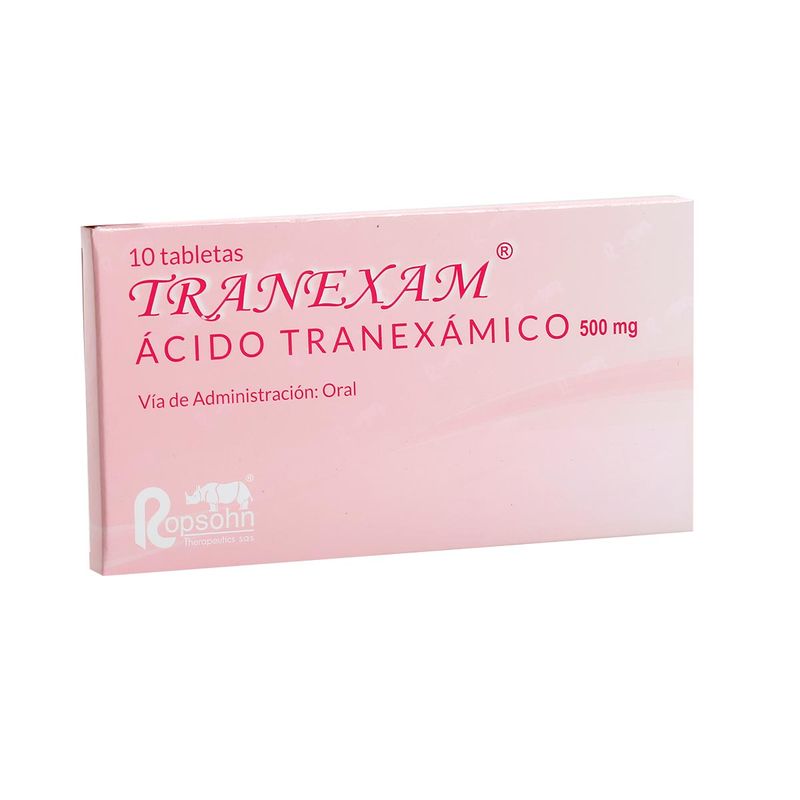 10 tabletas
TRANEXAM®
ÁCIDO TRANEXÁMICO 500 mg
Vía de Administración: Oral
Ropsohn®
Therapeutics s.a.s